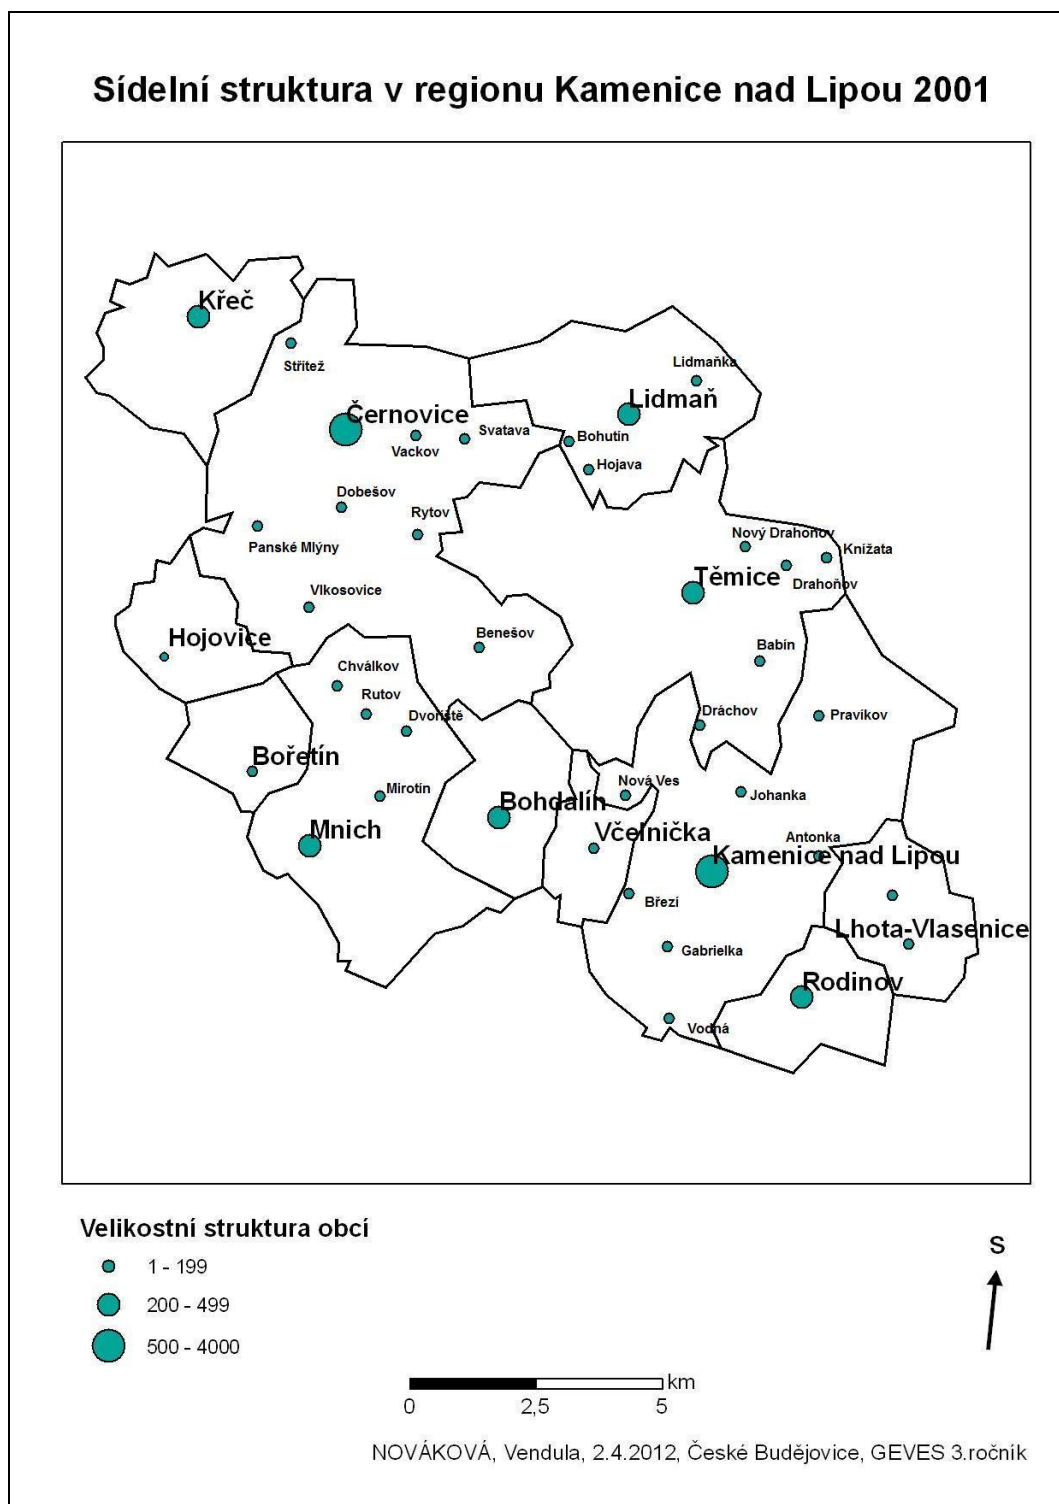 Sídelní struktura v regionu Kamenice nad Lipou 2001
Křeč
Střítež
Lidmaňka
Lidmaň
Černovice
Svatava
Vackov
Bohutín
Hojava
Dobešov
Rytov
Panské Mlýny
Nový Drahoňov
Knížata
Těmice
Drahoňov
Vlkosovice
Hojovice
Benešov
Babín
Chválkov
Rutov
Dvořiště
Dráchov
Pravíkov
Bořetín
Mirotín
Nová Ves
Johanka
Bohdalín
Mnich
Včelnička
Antonka
Kamenice nad Lipou
Březí
Lhota-Vlasenice
Gabrielka
Rodinov
Vodná
Velikostní struktura obcí
1 - 199
200 - 499
500 - 4000
S
km
0 2,5 5
NOVÁKOVÁ, Vendula, 2.4.2012, České Budějovice, GEVES 3.ročník